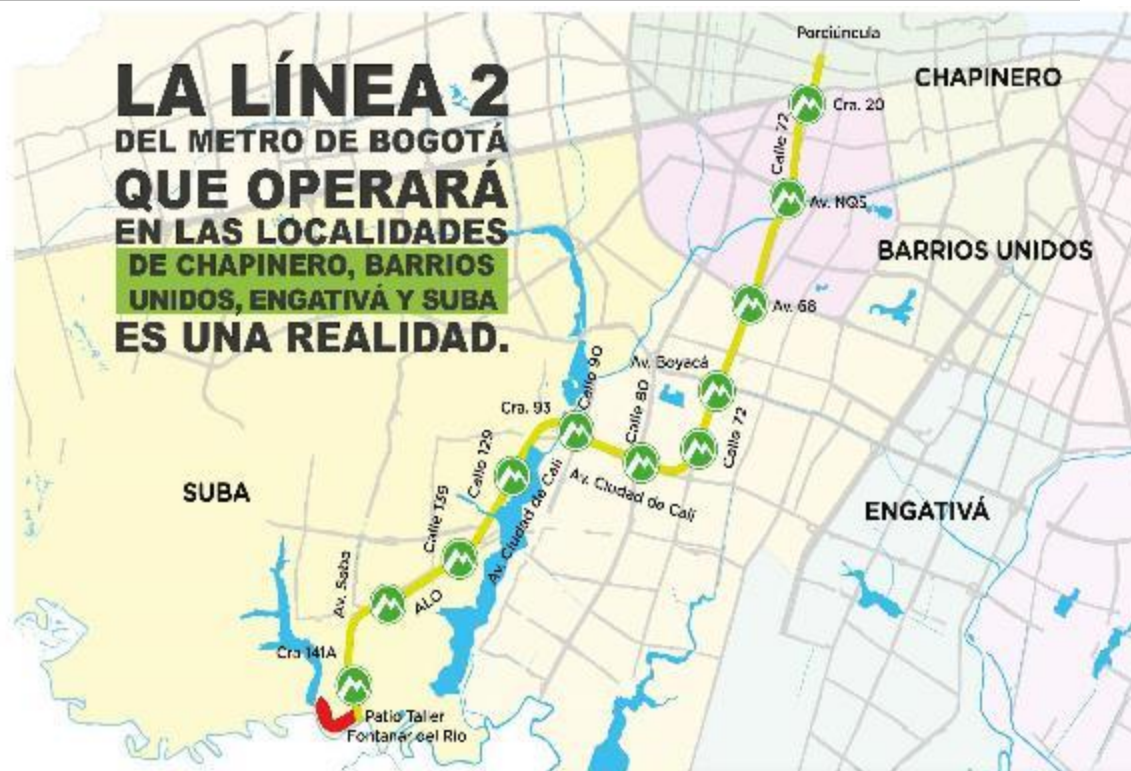 LA LÍNEA 2
DEL METRO DE BOGOTÁ
QUE OPERARÁ
EN LAS LOCALIDADES
DE CHAPINERO, BARRIOS
UNIDOS, ENGATIVÁ Y SUBA
ES UNA REALIDAD.
Porciúncula
CHAPINERO
Cra. 20
Calle 72
Av. NQS
BARRIOS UNIDOS
Av. 68
Av. Boyacá
Calle 90
Calle 80
Cra. 93
Calle 72
Calle 129
Av. Ciudad de Cali
Av. Ciudad de Cali
SUBA
ENGATIVÁ
Calle 139
Av. Suba
ALO
Cra 141A
Patio Taller
Fontanar del Río